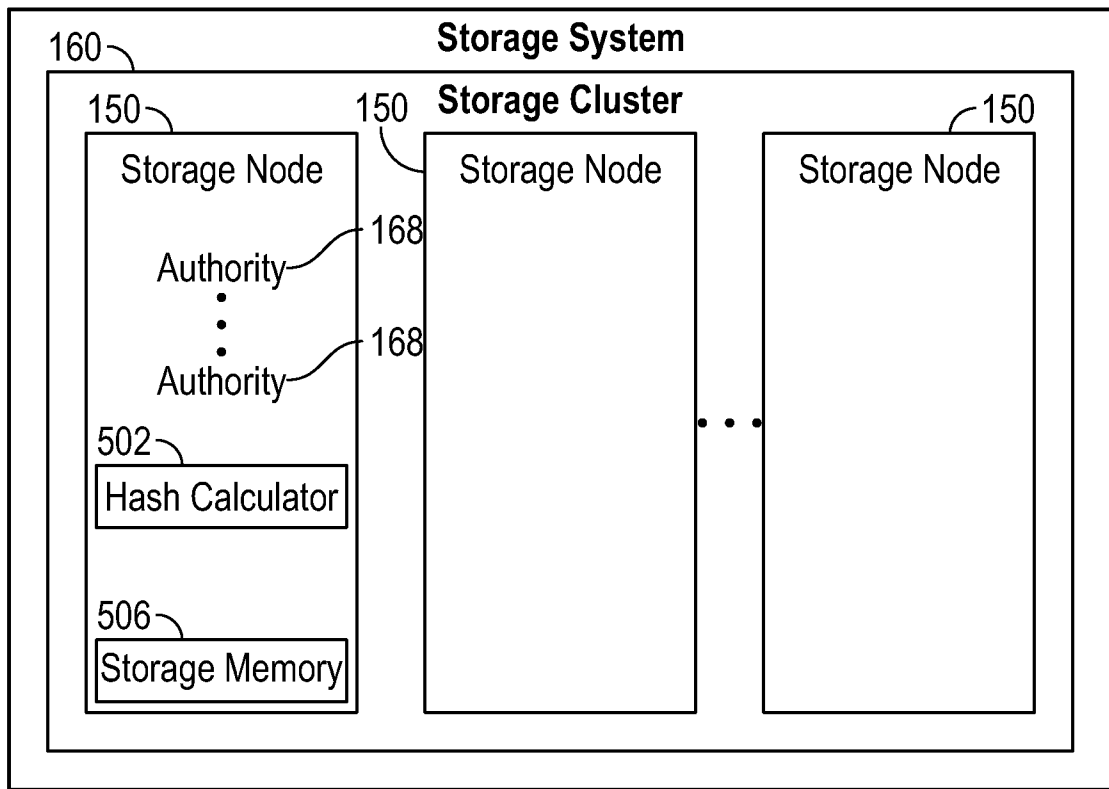 Storage System
160
Storage Cluster
150
150
150
Storage Node
Storage Node
Storage Node
168
Authority
168
Authority
502
Hash Calculator
506
Storage Memory